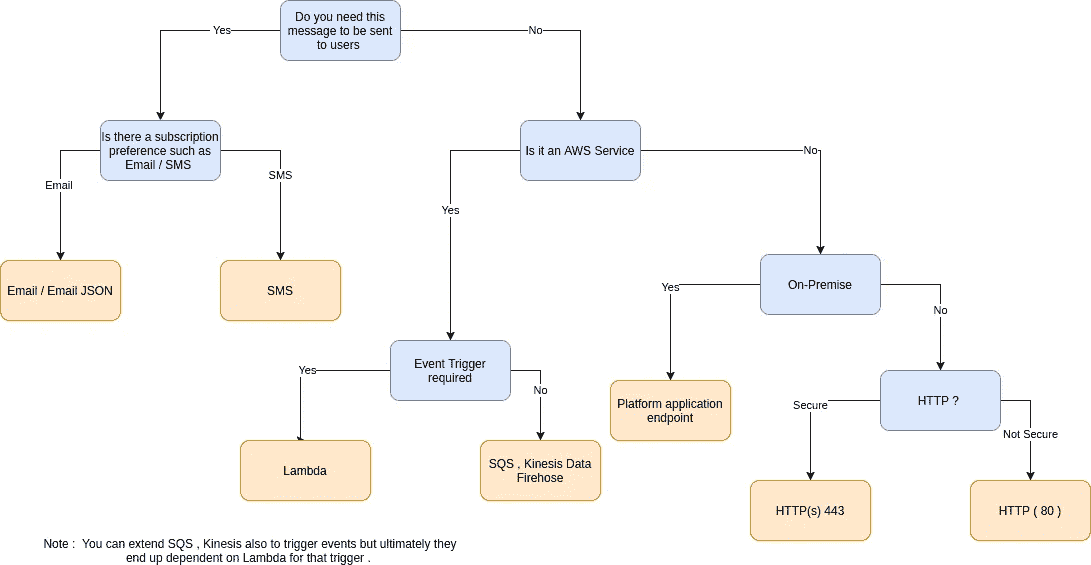 Do you need this
message to be sent
to users
Yes
No
Is there a subscription
preference such as
Email / SMS
Is it an AWS Service
No
Email
SMS
Yes
Email / Email JSON
SMS
On-Premise
Yes
No
Event Trigger
required
Yes
No
HTTP ?
Platform application
endpoint
Secure
Not Secure
Lambda
SQS , Kinesis Data
Firehose
HTTP(s) 443
HTTP ( 80 )
Note :  You can extend SQS , Kinesis also to trigger events but ultimately they
end up dependent on Lambda for that trigger .